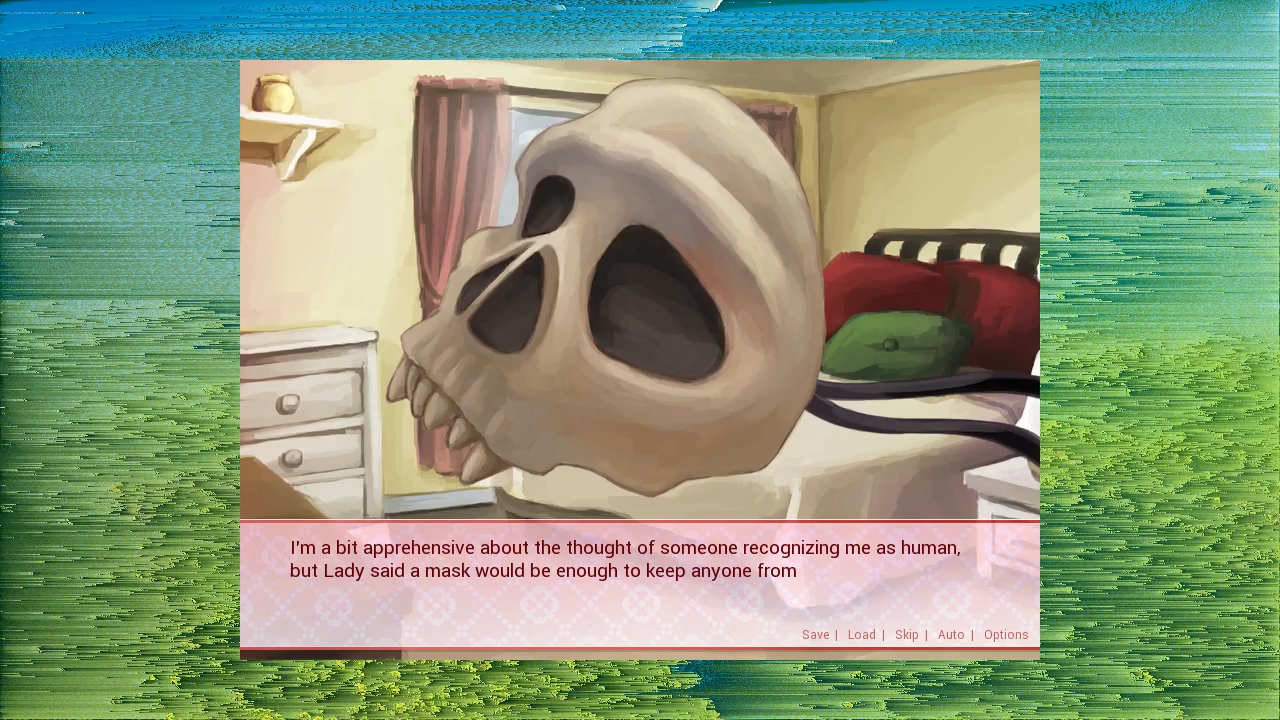 I'm a bit apprehensive about the thought of someone recognizing me as human,
but Lady said a mask would be enough to keep anyone from
Save | Load | Skip | Auto | Options